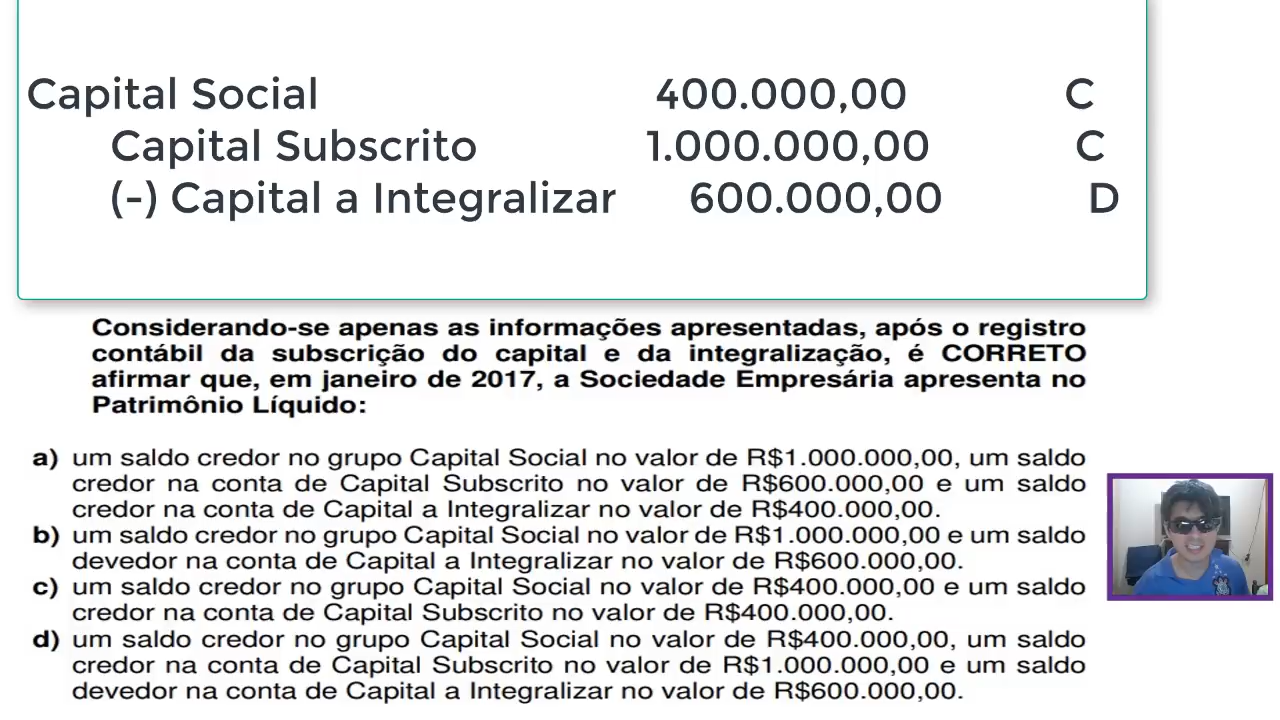 Capital Social 400.000,00 C
Capital Subscrito 1.000.000,00 C
(-) Capital a Integralizar 600.000,00 D
Considerando-se apenas as informações apresentadas, após o registro
contábil da subscrição do capital e da integralização, é CORRETO
afirmar que, em janeiro de 2017, a Sociedade Empresária apresenta no
Patrimônio Líquido:
a) um saldo credor no grupo Capital Social no valor de R$1.000.000,00, um saldo
credor na conta de Capital Subscrito no valor de R$600.000,00 e um saldo
credor na conta de Capital a Integralizar no valor de R$400.000,00.
b) um saldo credor no grupo Capital Social no valor de R$1.000.000,00 e um saldo
devedor na conta de Capital a Integralizar no valor de R$600.000,00.
c) um saldo credor no grupo Capital Social no valor de R$400.000,00 e um saldo
credor na conta de Capital Subscrito no valor de R$400.000,00.
d) um saldo credor no grupo Capital Social no valor de R$400.000,00, um saldo
credor na conta de Capital Subscrito no valor de R$1.000.000,00 e um saldo
devedor na conta de Capital a Integralizar no valor de R$600.000,00.